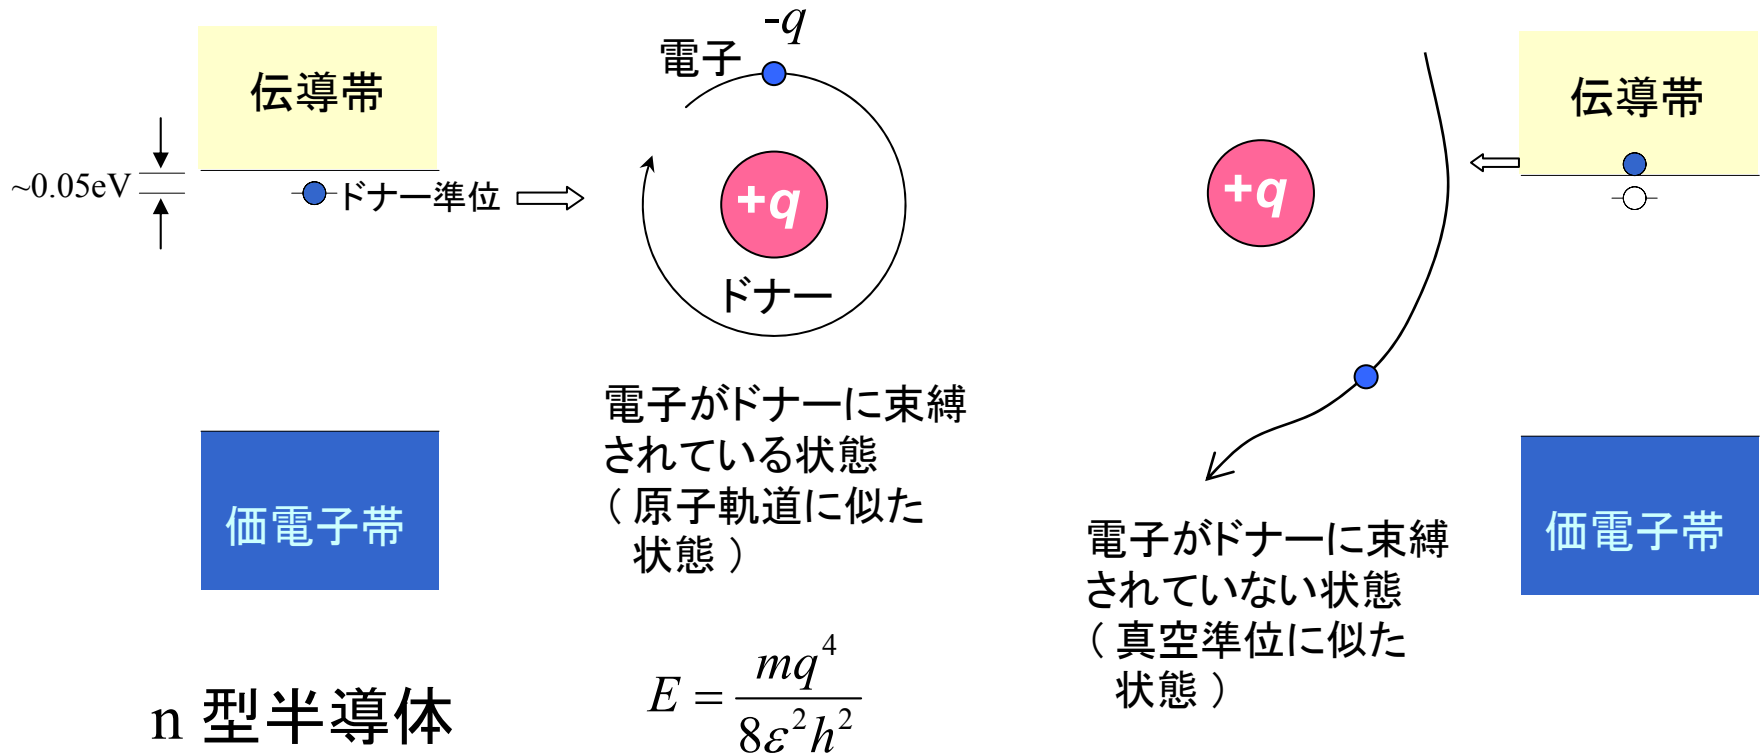 伝導帯
~0.05eV
ドナー準位
価電子帯
n 型半導体
-q
電子
+q
ドナー
電子がドナーに束縛
されている状態
( 原子軌道に似た
状態 )
E = mq^4 / 8ε^2h^2
+q
電子がドナーに束縛
されていない状態
( 真空準位に似た
状態 )
伝導帯
価電子帯